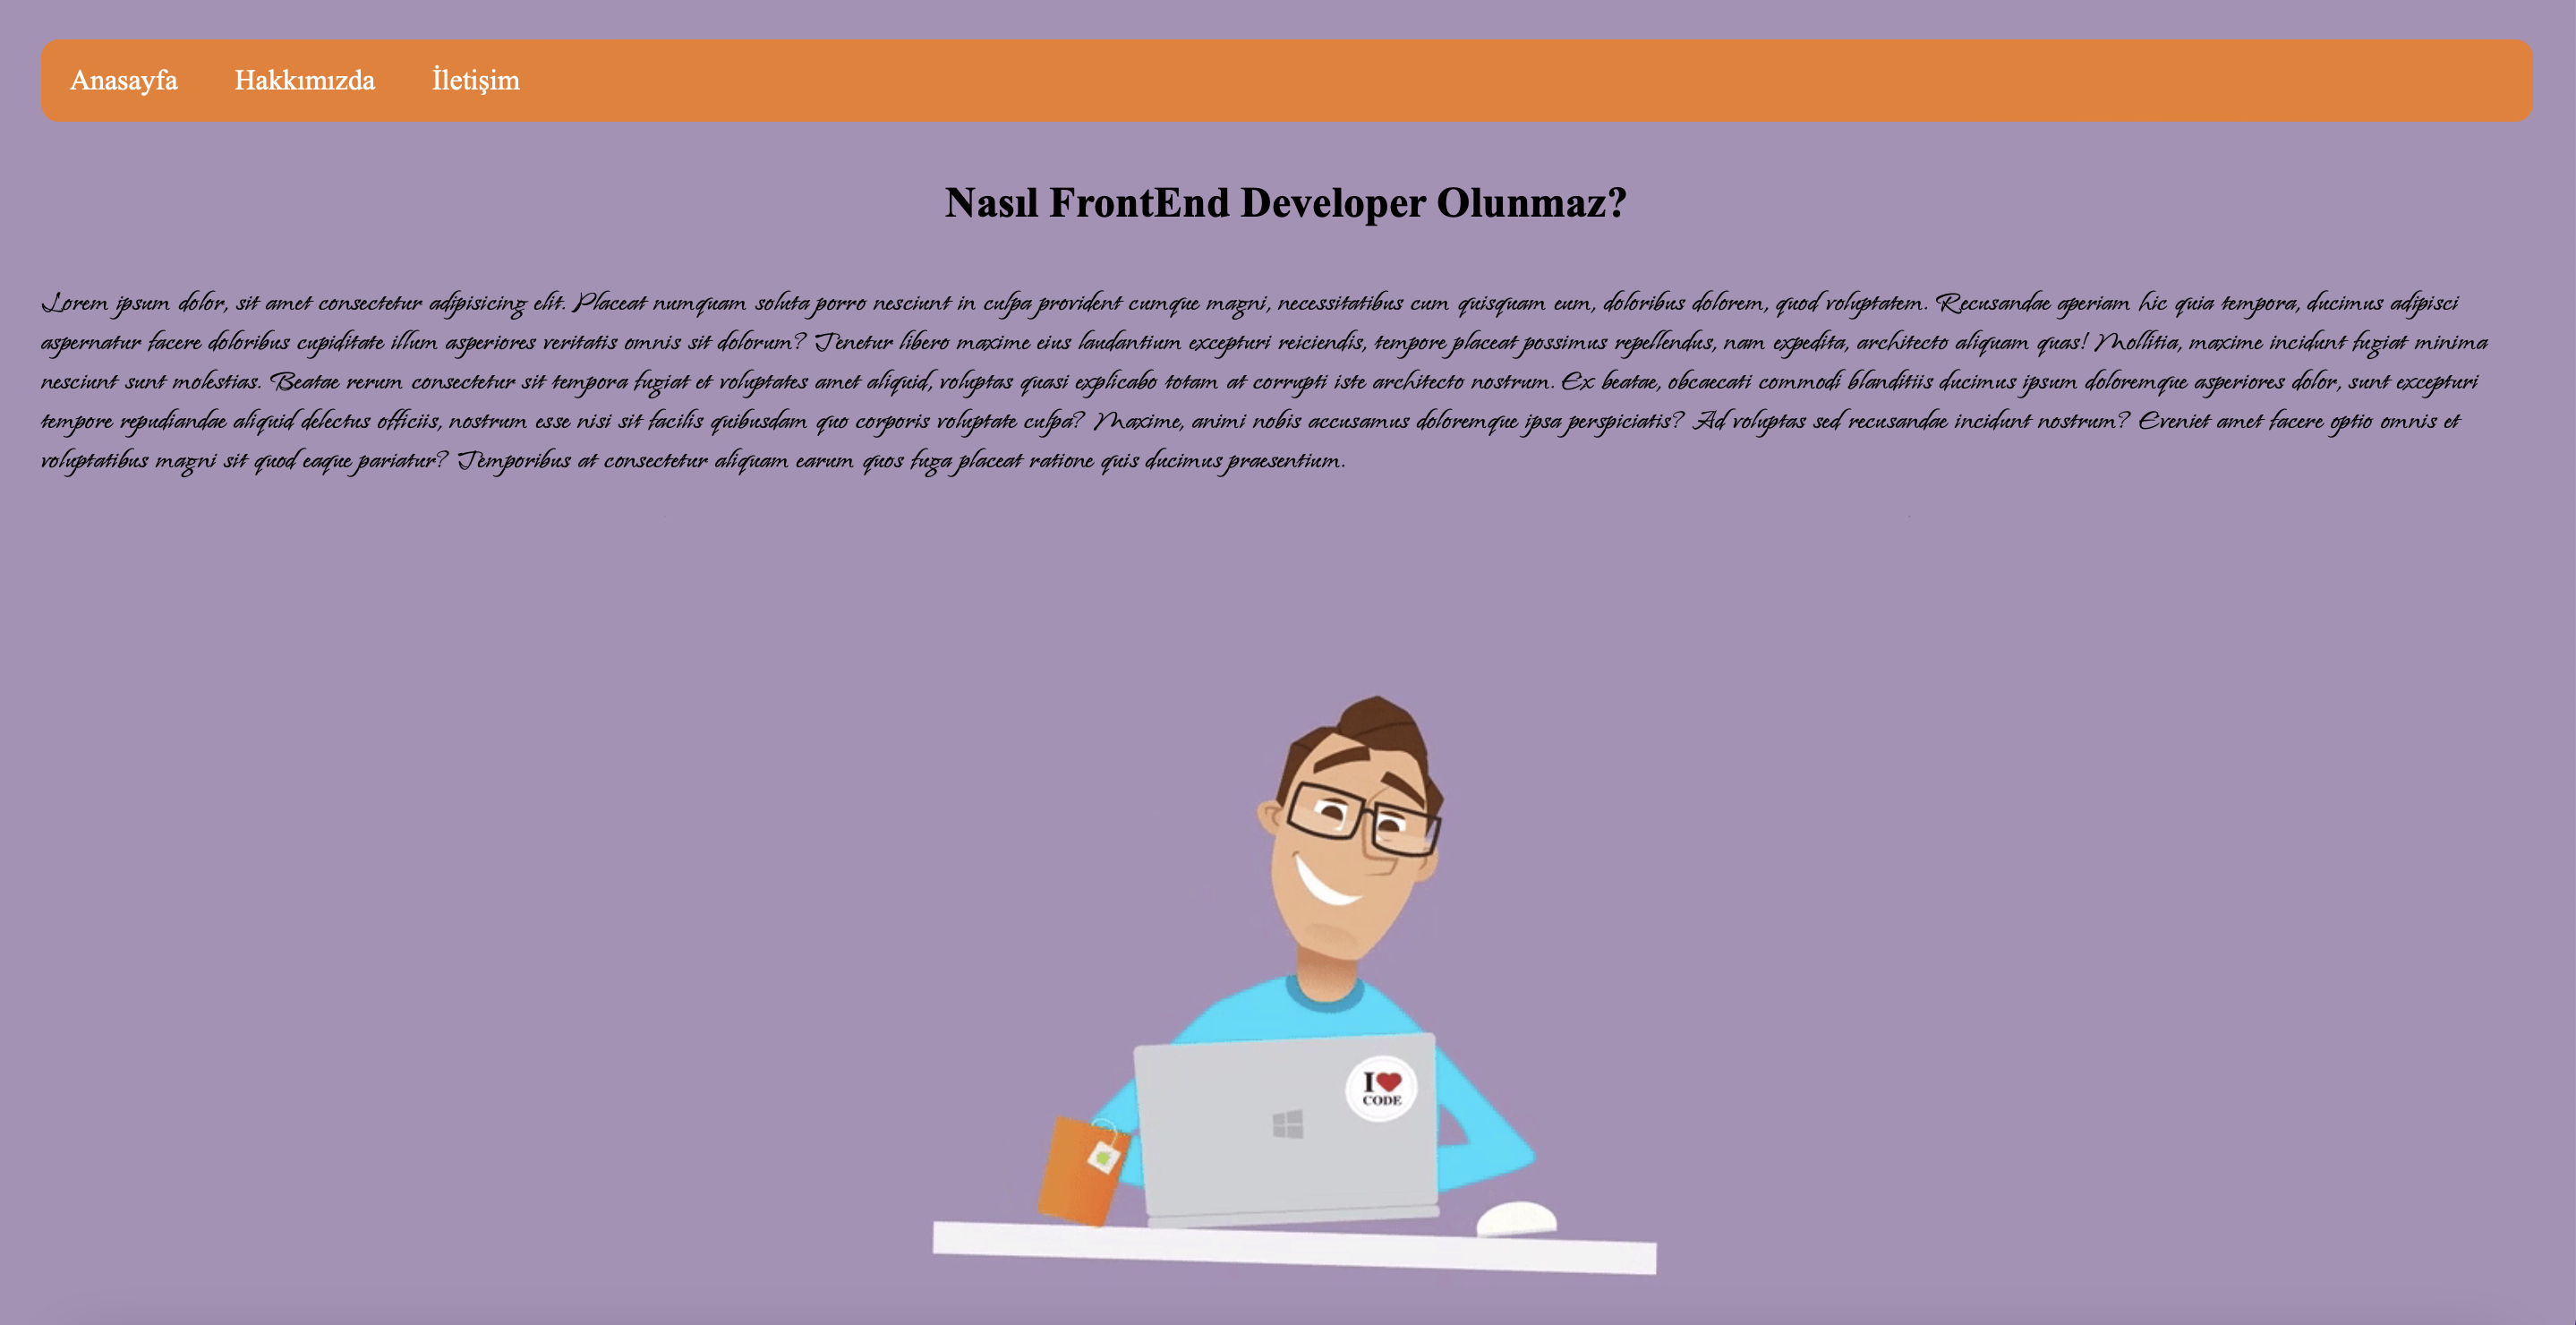 Anasayfa Hakkımızda İletişim
Nasıl FrontEnd Developer Olunmaz?
Lorem ipsum dolor, sit amet consectetur adipisicing elit. Placeat numquam soluta porro nesciunt in culpa provident cumque magni, necessitatibus cum quisquam eum, doloribus dolorem, quod voluptatem. Recusandae aperiam hic quia tempora, ducimus adipisci
aspernatur facere doloribus cupiditate illum asperiores veritatis omnis sit dolorum? Tenetur libero maxime eius laudantium excepturi reiciendis, tempore placeat possimus repellendus, nam expedita, architecto aliquam quas! Mollitia, maxime incidunt fugiat minima
nesciunt sunt molestias. Beatae rerum consectetur sit tempora fugiat et voluptates amet aliquid, voluptas quasi explicabo totam at corrupti iste architecto nostrum. Ex beatae, obcaecati commodi blanditiis ducimus ipsum doloremque asperiores dolor, sunt excepturi
tempore repudiandae aliquid delectus officiis, nostrum esse nisi sit facilis quibusdam quo corporis voluptate culpa? Maxime, animi nobis accusamus doloremque ipsa perspiciatis? Ad voluptas sed recusandae incidunt nostrum? Eveniet amet facere optio omnis et
voluptatibus magni sit quod eaque pariatur? Temporibus at consectetur aliquam earum quos fuga placeat ratione quis ducimus praesentium.
I
CODE